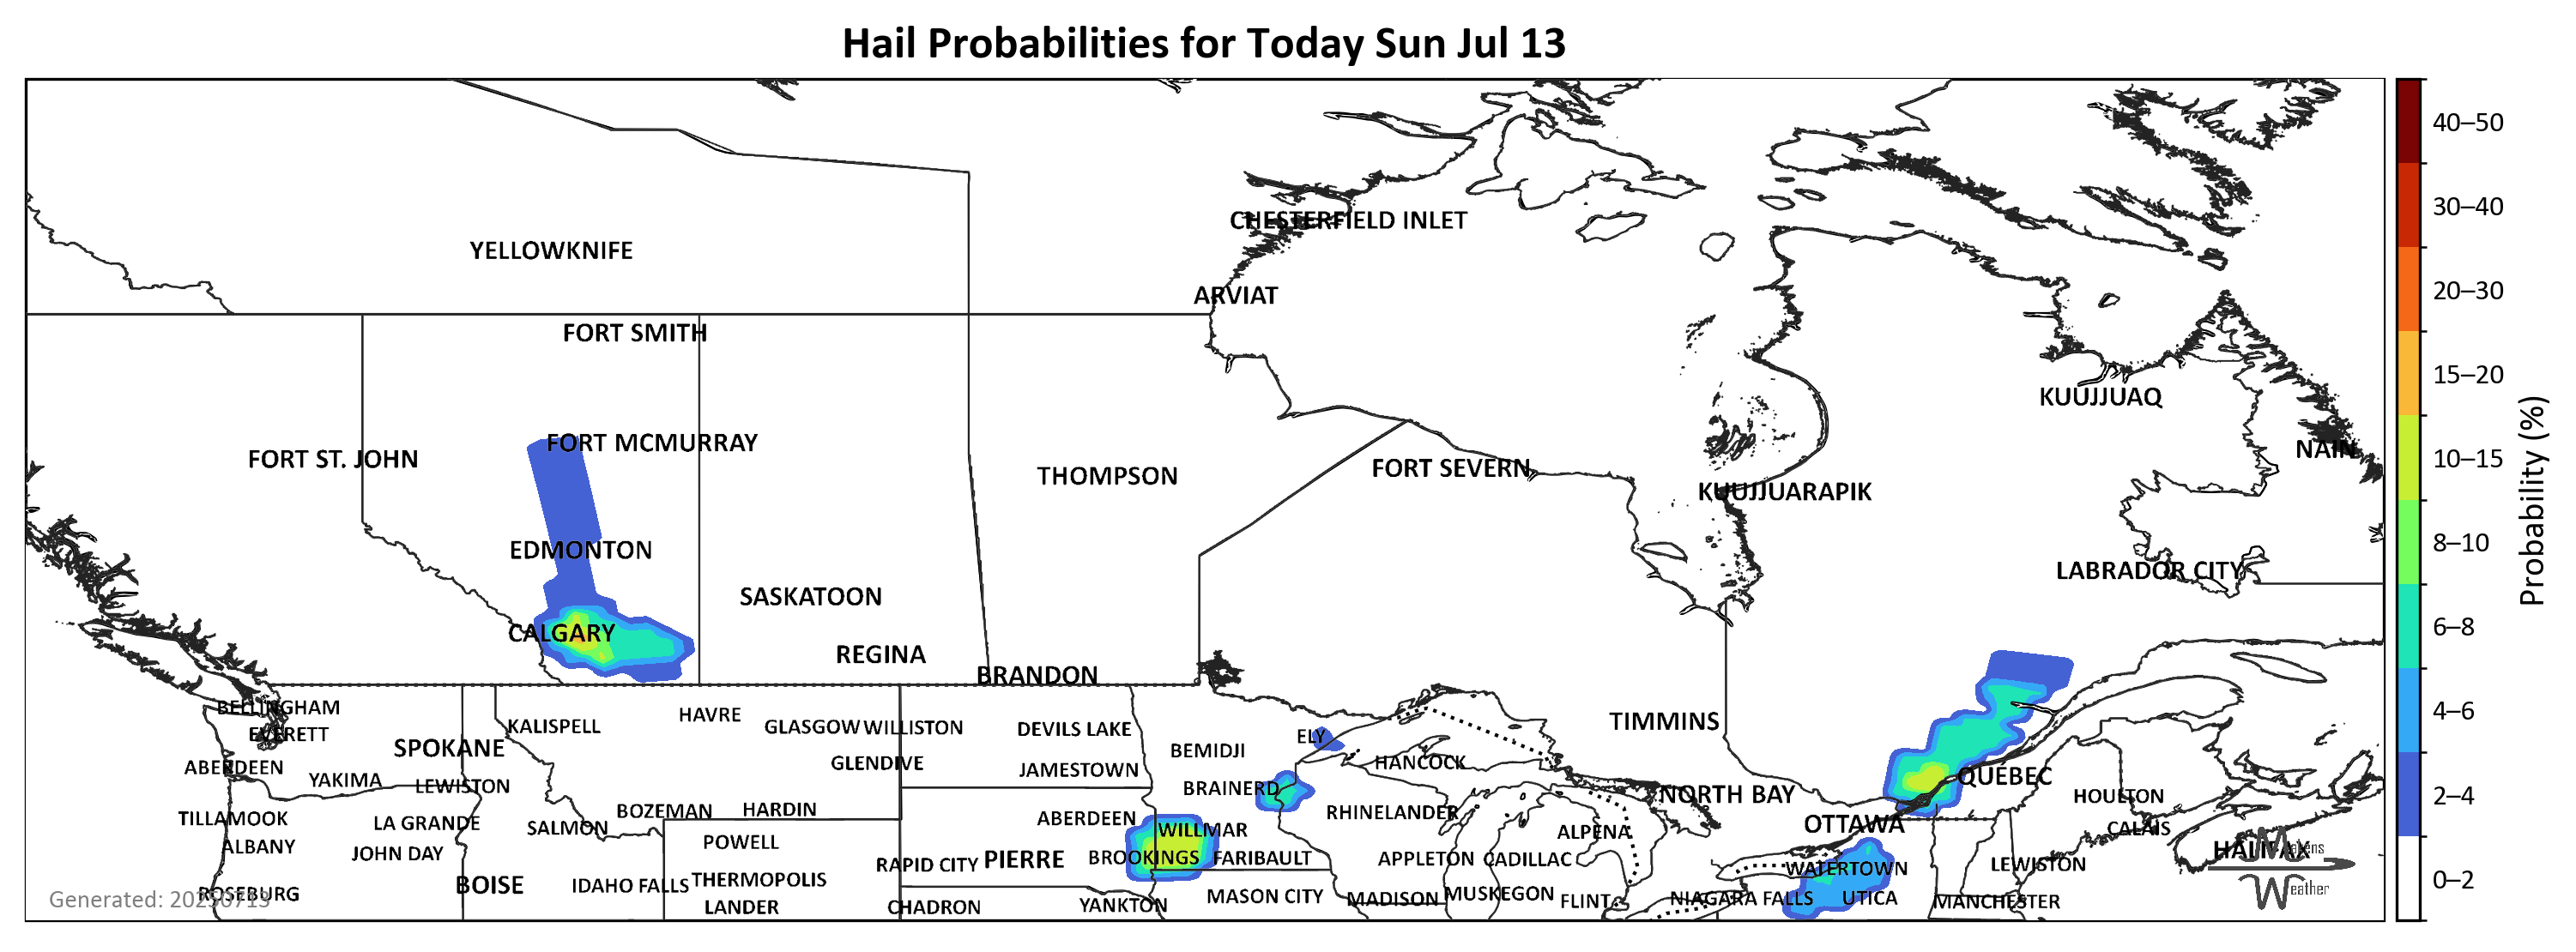 Hail Probabilities for Today Sun Jul 13
CHESTERFIELD INLET
YELLOWKNIFE
ARVIAT
FORT SMITH
KUUJJUAQ
FORT MCMURRAY
NAIN
FORT ST. JOHN
FORT SEVERN
THOMPSON
KUUJJUARAPIK
EDMONTON
LABRADOR CITY
SASKATOON
CALGARY
REGINA
BRANDON
BELLINGHAM
HAVRE
TIMMINS
KALISPELL
GLASGOW
WILLISTON
DEVILS LAKE
EVERETT
ELY
SPOKANE
BEMIDJI
HANCOCK
GLENDIVE
ABERDEEN
JAMESTOWN
QUÉBEC
YAKIMA
LEWISTON
BRAINERD
NORTH BAY
HOULTON
BOZEMAN
HARDIN
RHINELANDER
TILLAMOOK
ABERDEEN
LA GRANDE
OTTAWA
SALMON
WILLMAR
ALPENA
CALAIS
POWELL
ALBANY
HALIFAX
JOHN DAY
BROOKINGS
FARIBAULT
APPLETON
CADILLAC
PIERRE
RAPID CITY
LEWISTON
WATERTOWN
THERMOPOLIS
BOISE
IDAHO FALLS
ROSEBURG
MUSKEGON
MASON CITY
NIAGARA FALLS
UTICA
MADISON
FLINT
MANCHESTER
YANKTON
LANDER
CHADRON
Generated: 20250713
eather
40–50
30–40
20–30
15–20
10–15
8–10
6–8
4–6
2–4
0–2
Probability (%)